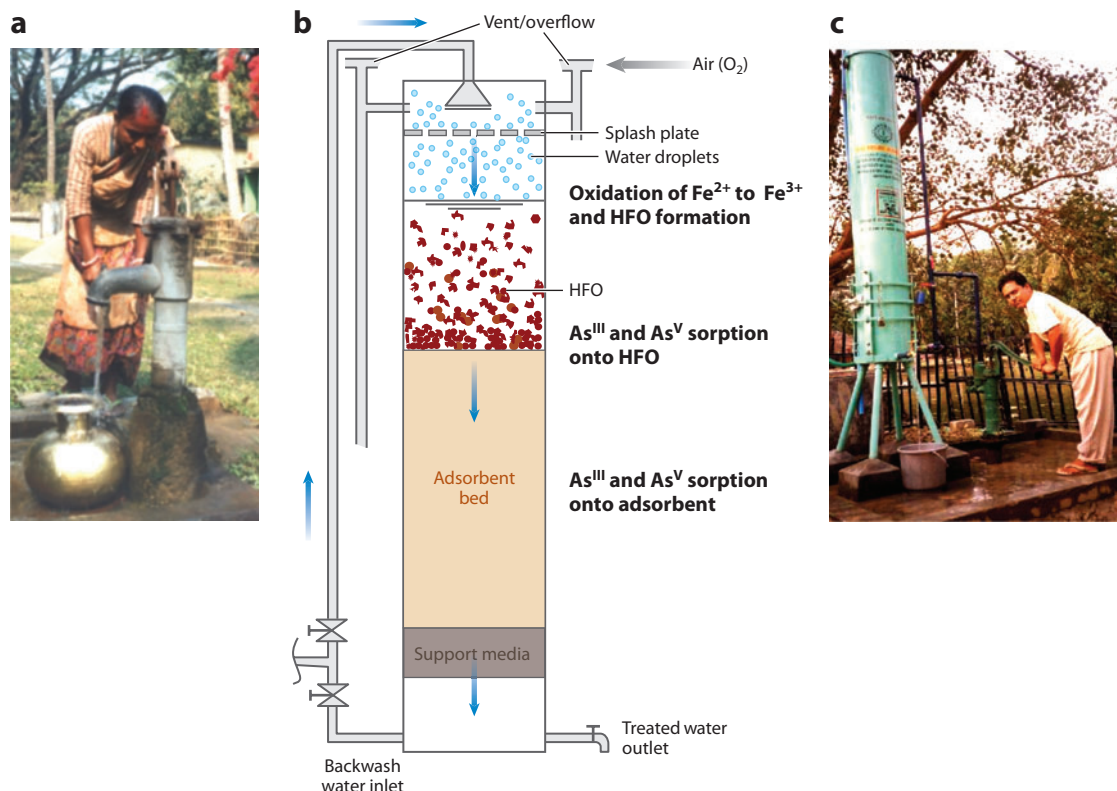 a
b
c
Vent/overflow
Air (O₂)
Splash plate
Water droplets
Oxidation of Fe²⁺ to Fe³⁺
and HFO formation
HFO
Asᴵᴵᴵ and Asⱽ sorption
onto HFO
Adsorbent
bed
Asᴵᴵᴵ and Asⱽ sorption
onto adsorbent
Support media
Treated water
outlet
Backwash
water inlet